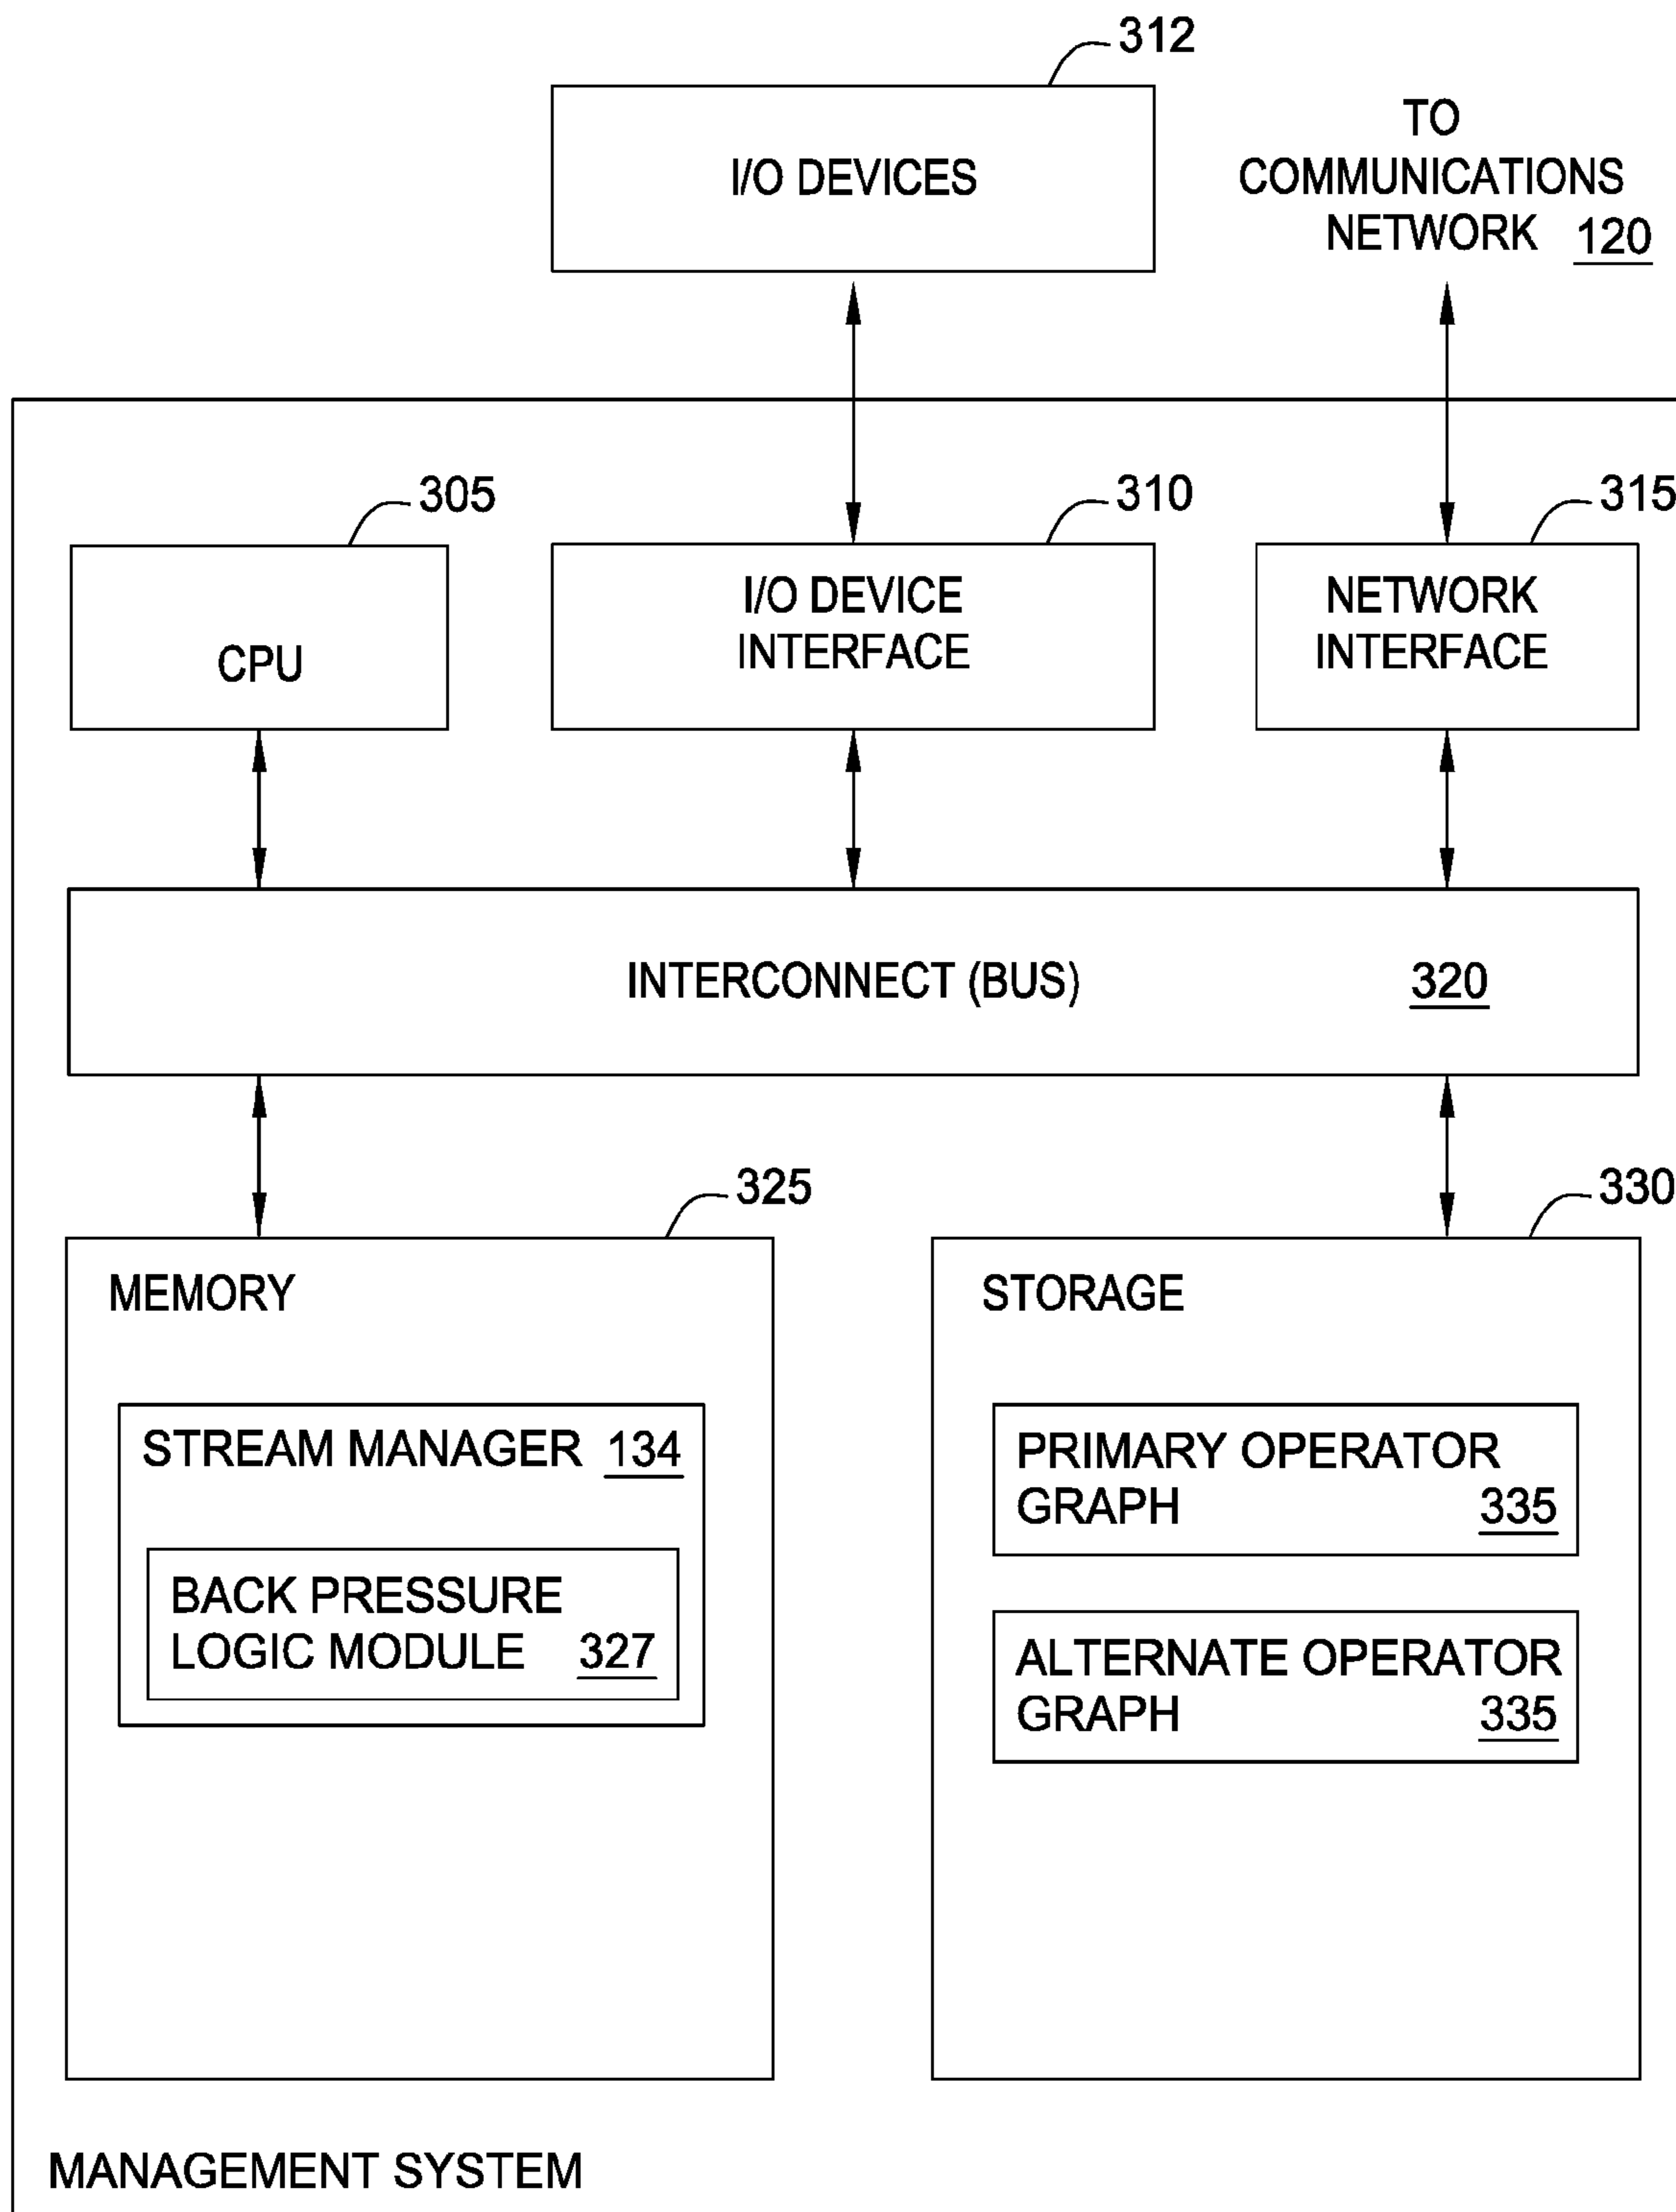 312
I/O DEVICES
TO
COMMUNICATIONS
NETWORK 120
305
310
315
CPU
I/O DEVICE
INTERFACE
NETWORK
INTERFACE
INTERCONNECT (BUS) 320
325
330
MEMORY
STREAM MANAGER 134
BACK PRESSURE
LOGIC MODULE 327
STORAGE
PRIMARY OPERATOR
GRAPH 335
ALTERNATE OPERATOR
GRAPH 335
MANAGEMENT SYSTEM